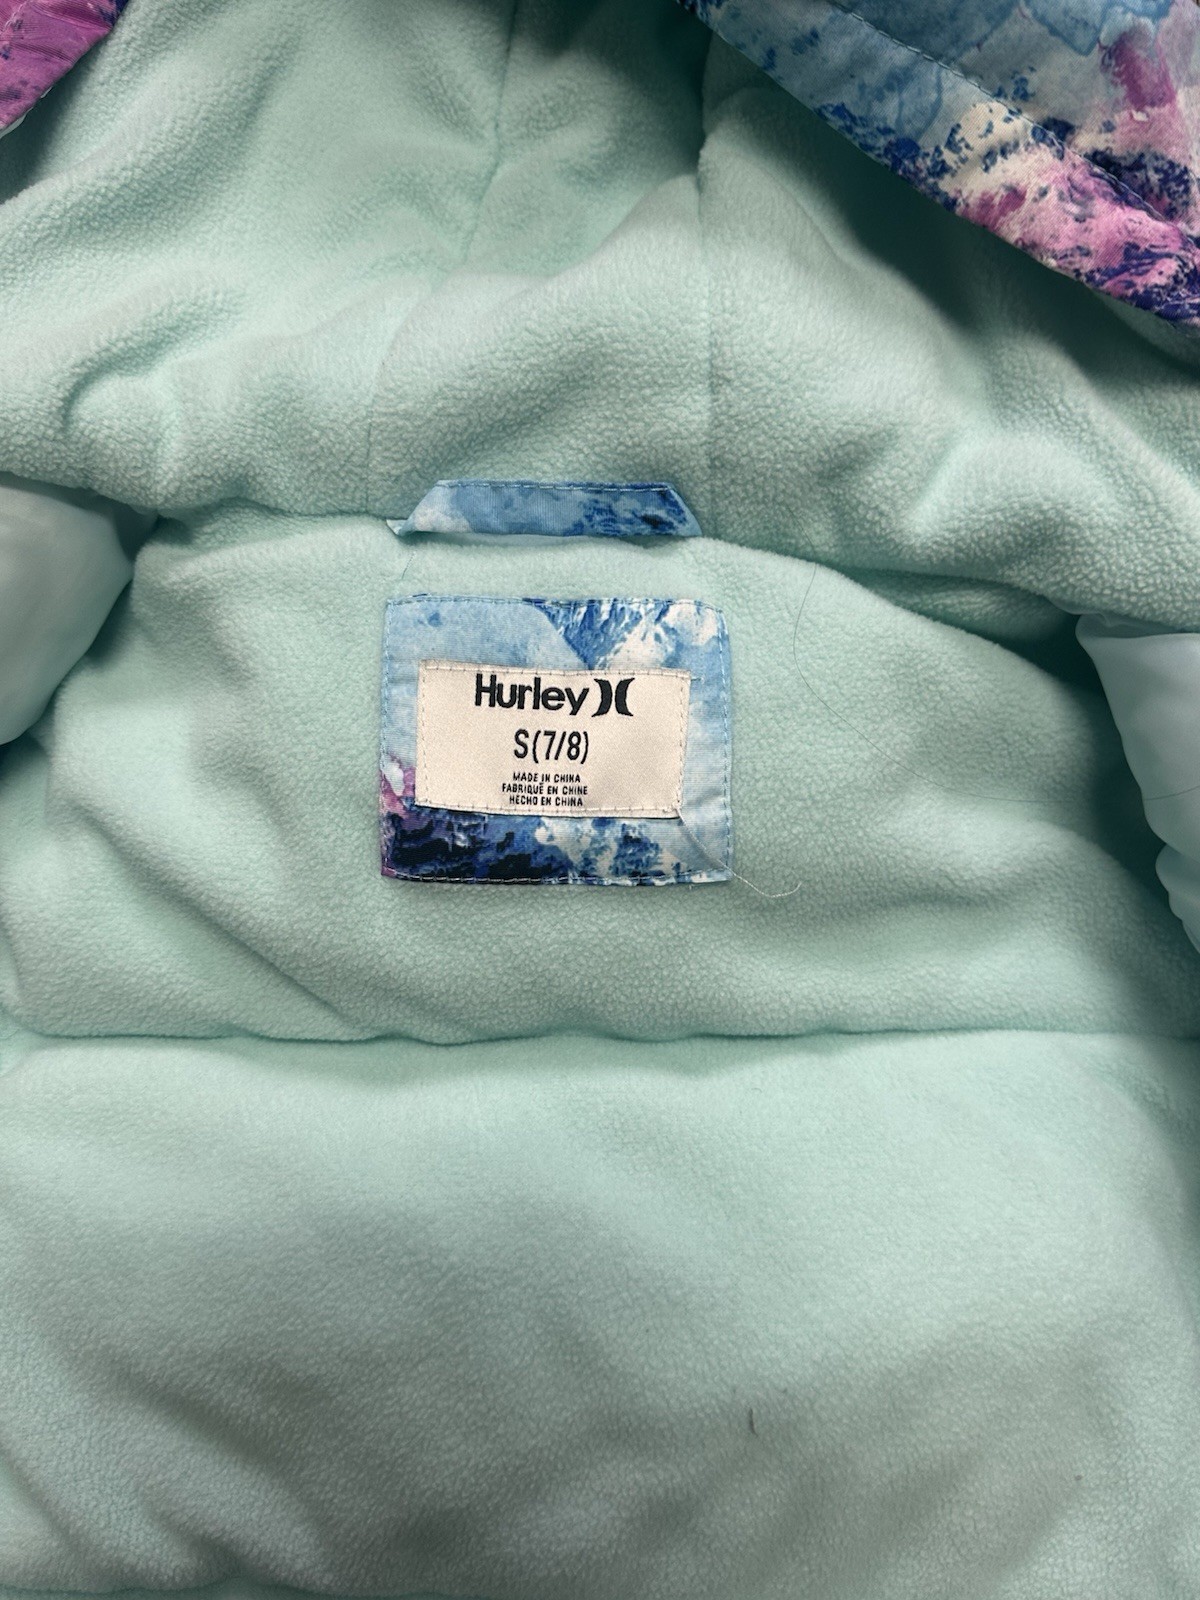 Hurley
S(7/8)
MADE IN CHINA
FABRIQUÉ EN CHINE
HECHO EN CHINA